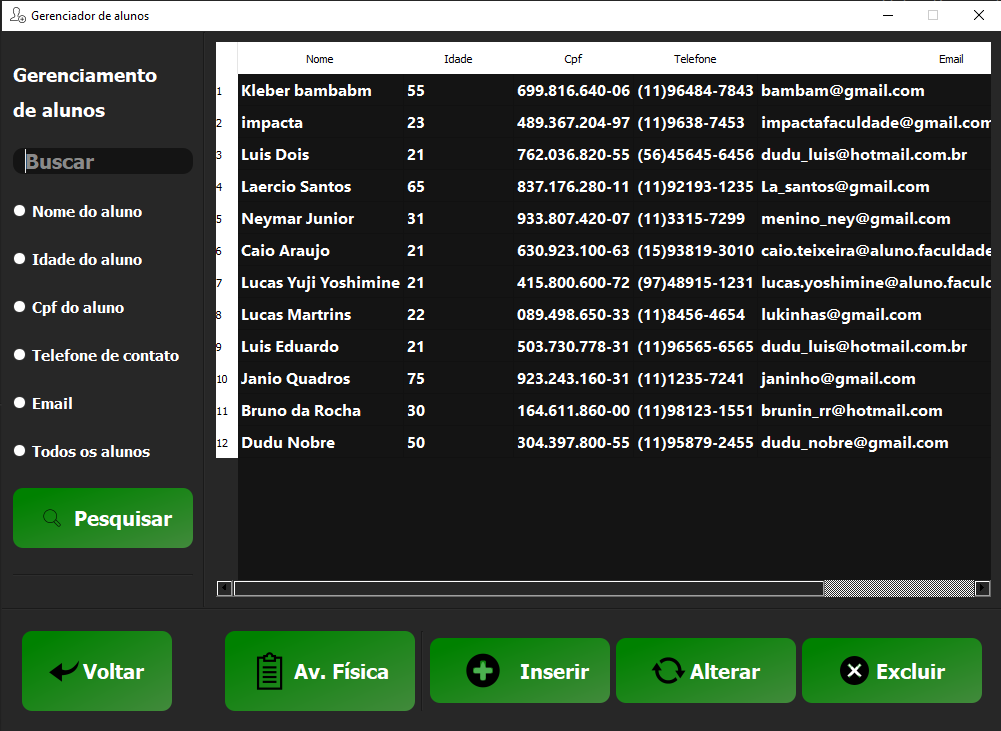 Gerenciador de alunos
Gerenciamento
de alunos
Buscar
Nome do aluno
Idade do aluno
Cpf do aluno
Telefone de contato
Email
Todos os alunos
Pesquisar
Nome Idade Cpf Telefone Email
1 Kleber bambabm 55 699.816.640-06 (11)96484-7843 bambam@gmail.com
2 impacta 23 489.367.204-97 (11)9638-7453 impactafaculdade@gmail.com
3 Luis Dois 21 762.036.820-55 (56)45645-6456 dudu_luis@hotmail.com.br
4 Laercio Santos 65 837.176.280-11 (11)92193-1235 La_santos@gmail.com
5 Neymar Junior 31 933.807.420-07 (11)3315-7299 menino_ney@gmail.com
6 Caio Araujo 21 630.923.100-63 (15)93819-3010 caio.teixeira@aluno.faculdade
7 Lucas Yuji Yoshimine 21 415.800.600-72 (97)48915-1231 lucas.yoshimine@aluno.faculd
8 Lucas Martrins 22 089.498.650-33 (11)8456-4654 lukinhas@gmail.com
9 Luis Eduardo 21 503.730.778-31 (11)96565-6565 dudu_luis@hotmail.com.br
10 Janio Quadros 75 923.243.160-31 (11)1235-7241 janinho@gmail.com
11 Bruno da Rocha 30 164.611.860-00 (11)98123-1551 brunin_rr@hotmail.com
12 Dudu Nobre 50 304.397.800-55 (11)95879-2455 dudu_nobre@gmail.com
Voltar
Av. Física
Inserir
Alterar
Excluir